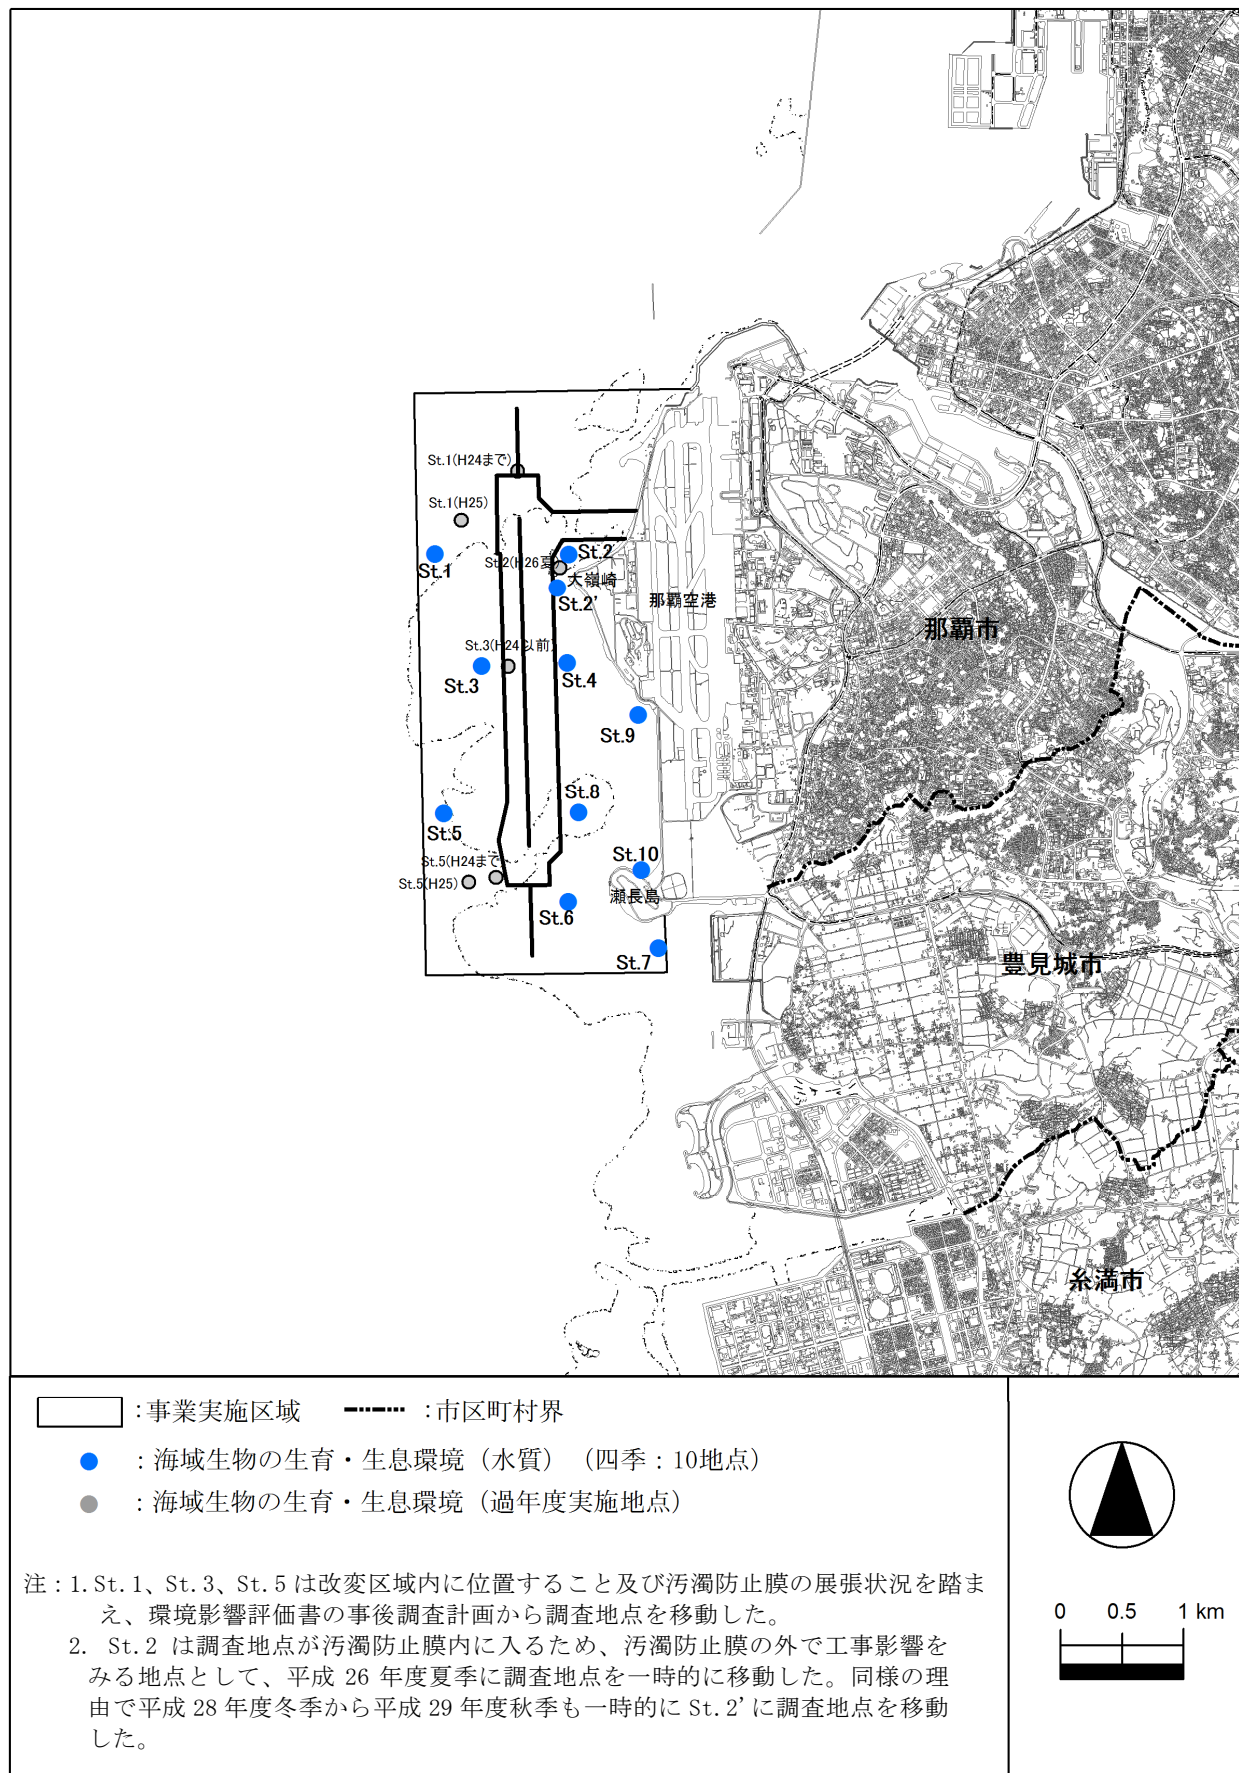 St.1(H24まで)
St.1(H25)
St.1
St.2(H26夏)
St.2
大嶺崎
St.2'
那覇空港
那覇市
St.3(H24以前)
St.3
St.4
St.9
St.8
St.5
St.5(H24まで)
St.5(H25)
St.10
瀬長島
St.6
St.7
豊見城市
糸満市
:事業実施区域 :市区町村界
:海域生物の生育・生息環境（水質）（四季:10地点）
:海域生物の生育・生息環境（過年度実施地点）
注:1.St.1、St.3、St.5は改変区域内に位置すること及び汚濁防止膜の展張状況を踏ま
え、環境影響評価書の事後調査計画から調査地点を移動した。
2. St.2 は調査地点が汚濁防止膜内に入るため、汚濁防止膜の外で工事影響を
みる地点として、平成 26 年度夏季に調査地点を一時的に移動した。同様の理
由で平成 28 年度冬季から平成 29 年度秋季も一時的に St.2' に調査地点を移動
した。
0 0.5 1 km